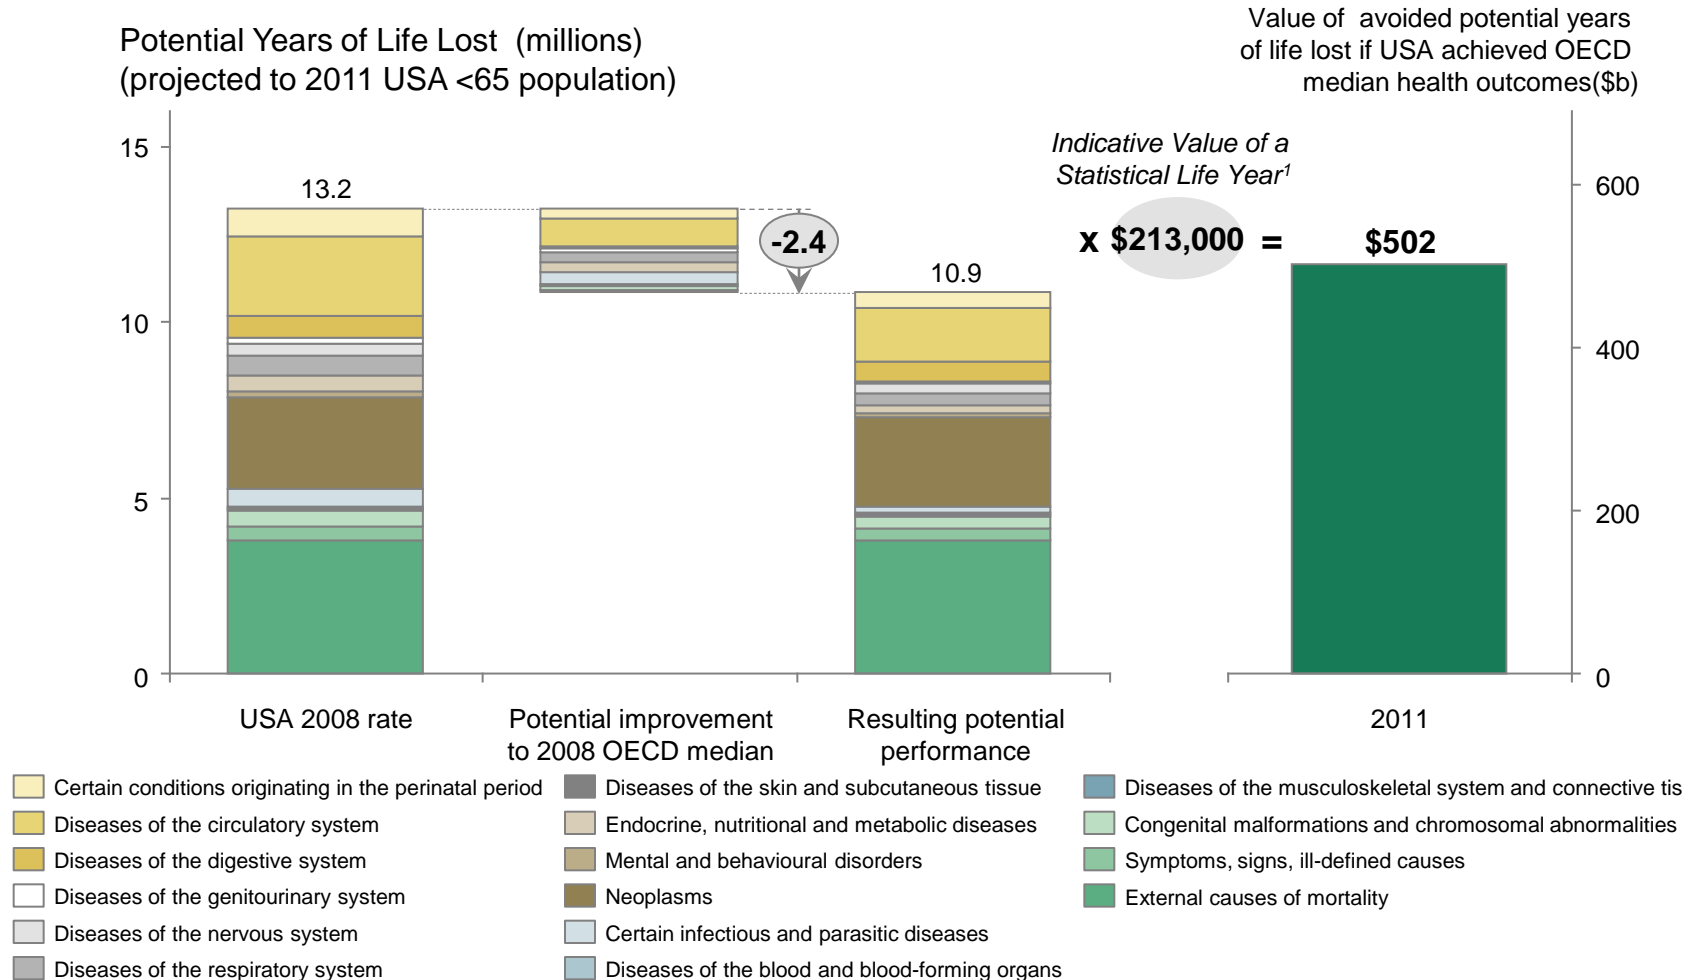 Potential Years of Life Lost (millions)
(projected to 2011 USA <65 population)
Value of avoided potential years
of life lost if USA achieved OECD
median health outcomes($b)
Indicative Value of a
Statistical Life Year¹
15
10
5
0
13.2
-2.4
10.9
x $213,000 = $502
600
400
200
0
USA 2008 rate
Potential improvement
to 2008 OECD median
Resulting potential
performance
2011
Certain conditions originating in the perinatal period
Diseases of the circulatory system
Diseases of the digestive system
Diseases of the genitourinary system
Diseases of the nervous system
Diseases of the respiratory system
Diseases of the skin and subcutaneous tissue
Endocrine, nutritional and metabolic diseases
Mental and behavioural disorders
Neoplasms
Certain infectious and parasitic diseases
Diseases of the blood and blood-forming organs
Diseases of the musculoskeletal system and connective tis
Congenital malformations and chromosomal abnormalities
Symptoms, signs, ill-defined causes
External causes of mortality